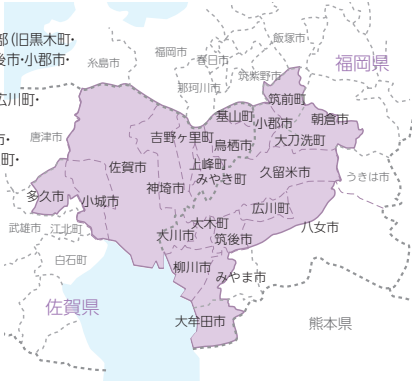 部（旧黒木町・
後市・小郡市・
広川町・
市・
町・
飯塚市
福岡市
春日市
糸島市
福岡県
筑紫野市
那珂川市
筑前町
基山町
小郡市
朝倉市
唐津市
吉野ヶ里町
鳥栖市
大刀洗町
上峰町
佐賀市
みやき町
久留米市
うきは市
神埼市
多久市
小城市
広川町
大木町
八女市
武雄市
江北町
大川市
筑後市
白石町
柳川市
みやま市
佐賀県
大牟田市
熊本県